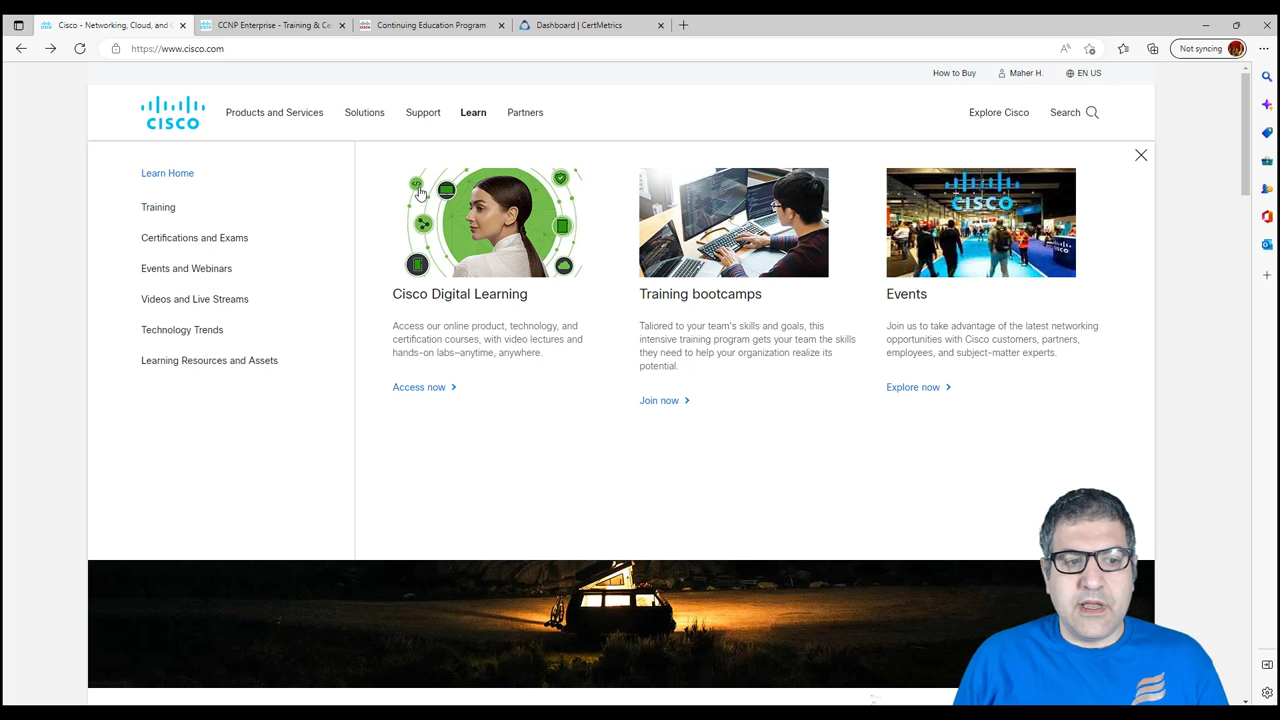 Cisco - Networking, Cloud, and C
CCNP Enterprise - Training & Ce
Continuing Education Program
Dashboard | CertMetrics
https://www.cisco.com
Not syncing
How to Buy
Maher H.
EN US
CISCO
Products and Services
Solutions
Support
Learn
Partners
Explore Cisco
Search
Learn Home
Training
Certifications and Exams
Events and Webinars
Videos and Live Streams
Technology Trends
Learning Resources and Assets
Cisco Digital Learning
Access our online product, technology, and
certification courses, with video lectures and
hands-on labs—anytime, anywhere.
Access now
Training bootcamps
Taliored to your team's skills and goals, this
intensive training program gets your team the skills
they need to help your organization realize its
potential.
Join now
CISCO
Events
Join us to take advantage of the latest networking
opportunities with Cisco customers, partners,
employees, and subject-matter experts.
Explore now